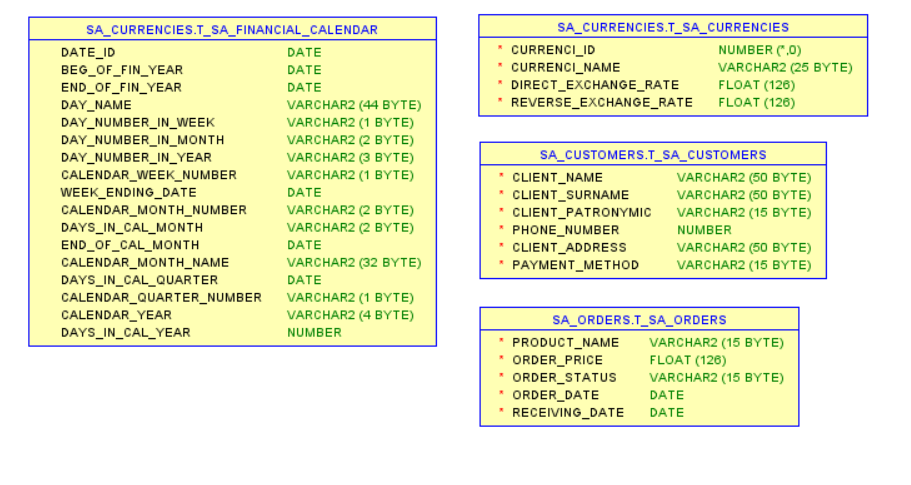 SA_CURRENCIES.T_SA_FINANCIAL_CALENDAR
DATE_ID DATE
BEG_OF_FIN_YEAR DATE
END_OF_FIN_YEAR DATE
DAY_NAME VARCHAR2 (44 BYTE)
DAY_NUMBER_IN_WEEK VARCHAR2 (1 BYTE)
DAY_NUMBER_IN_MONTH VARCHAR2 (2 BYTE)
DAY_NUMBER_IN_YEAR VARCHAR2 (3 BYTE)
CALENDAR_WEEK_NUMBER VARCHAR2 (1 BYTE)
WEEK_ENDING_DATE DATE
CALENDAR_MONTH_NUMBER VARCHAR2 (2 BYTE)
DAYS_IN_CAL_MONTH VARCHAR2 (2 BYTE)
END_OF_CAL_MONTH DATE
CALENDAR_MONTH_NAME VARCHAR2 (32 BYTE)
DAYS_IN_CAL_QUARTER DATE
CALENDAR_QUARTER_NUMBER VARCHAR2 (1 BYTE)
CALENDAR_YEAR VARCHAR2 (4 BYTE)
DAYS_IN_CAL_YEAR NUMBER
SA_CURRENCIES.T_SA_CURRENCIES
* CURRENCI_ID NUMBER (*,0)
* CURRENCI_NAME VARCHAR2 (25 BYTE)
* DIRECT_EXCHANGE_RATE FLOAT (126)
* REVERSE_EXCHANGE_RATE FLOAT (126)
SA_CUSTOMERS.T_SA_CUSTOMERS
* CLIENT_NAME VARCHAR2 (50 BYTE)
* CLIENT_SURNAME VARCHAR2 (50 BYTE)
* CLIENT_PATRONYMIC VARCHAR2 (15 BYTE)
* PHONE_NUMBER NUMBER
* CLIENT_ADDRESS VARCHAR2 (50 BYTE)
* PAYMENT_METHOD VARCHAR2 (15 BYTE)
SA_ORDERS.T_SA_ORDERS
* PRODUCT_NAME VARCHAR2 (15 BYTE)
* ORDER_PRICE FLOAT (126)
* ORDER_STATUS VARCHAR2 (15 BYTE)
* ORDER_DATE DATE
* RECEIVING_DATE DATE